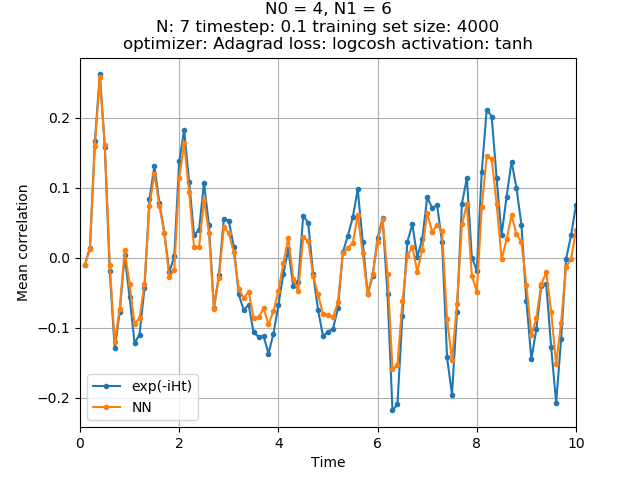 N0 = 4, N1 = 6
N: 7 timestep: 0.1 training set size: 4000
optimizer: Adagrad loss: logcosh activation: tanh
Mean correlation
0.2
0.1
0.0
−0.1
−0.2
exp(-iHt)
NN
0 2 4 6 8 10
Time